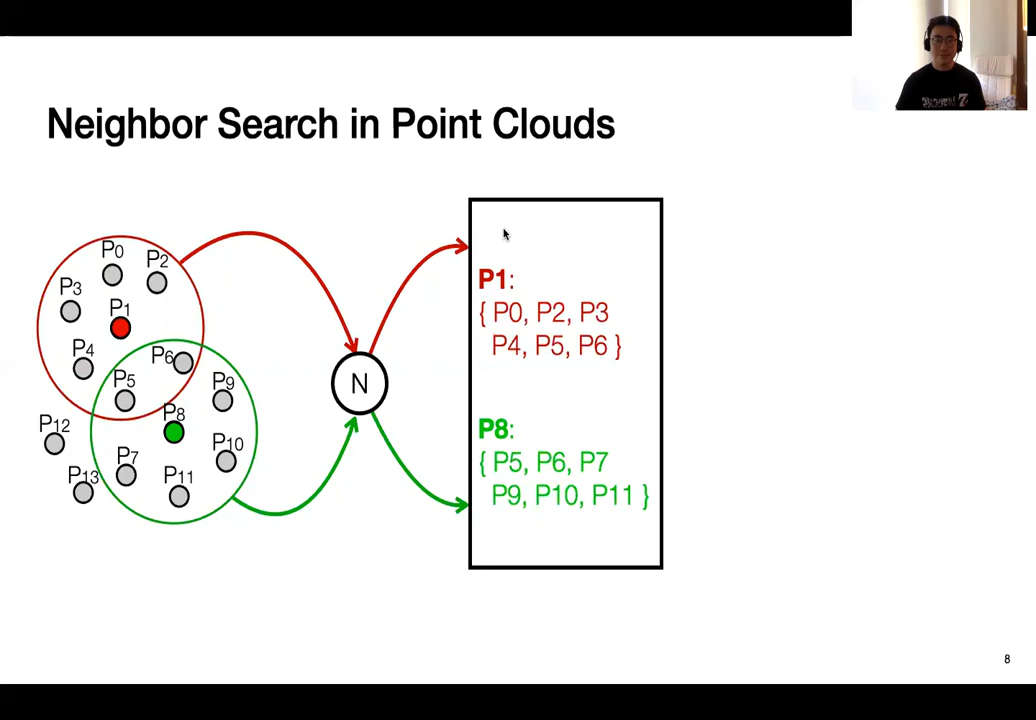 Neighbor Search in Point Clouds
P0
P2
P3
P1
P4
P6
P5
P9
P8
P12
P10
P7
P13
P11
N
P1:
{ P0, P2, P3
P4, P5, P6 }
P8:
{ P5, P6, P7
P9, P10, P11 }
8